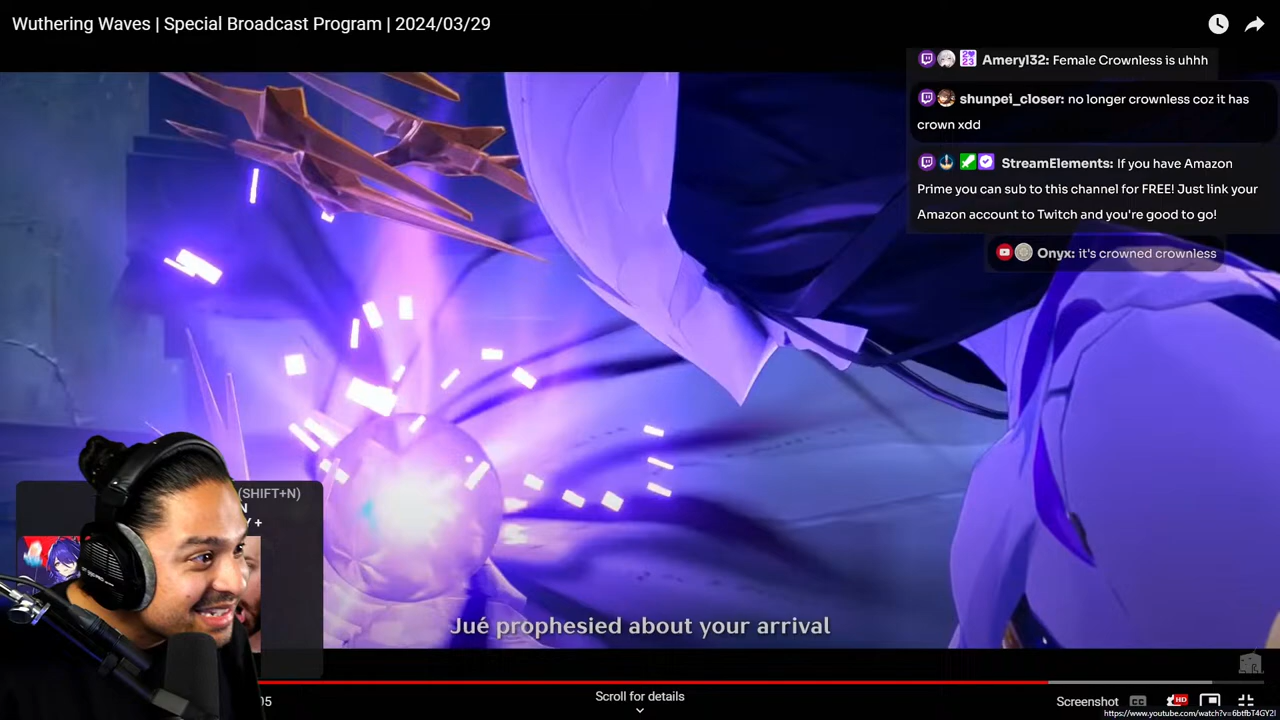 Wuthering Waves | Special Broadcast Program | 2024/03/29
Ameryl32: Female Crownless is uhhh
shunpei_closer: no longer crownless coz it has
crown xdd
StreamElements: If you have Amazon
Prime you can sub to this channel for FREE! Just link your
Amazon account to Twitch and you're good to go!
Onyx: it's crowned crownless
(SHIFT+N)
N
Y +
Jué prophesied about your arrival
05
Scroll for details
Screenshot
CC
HD